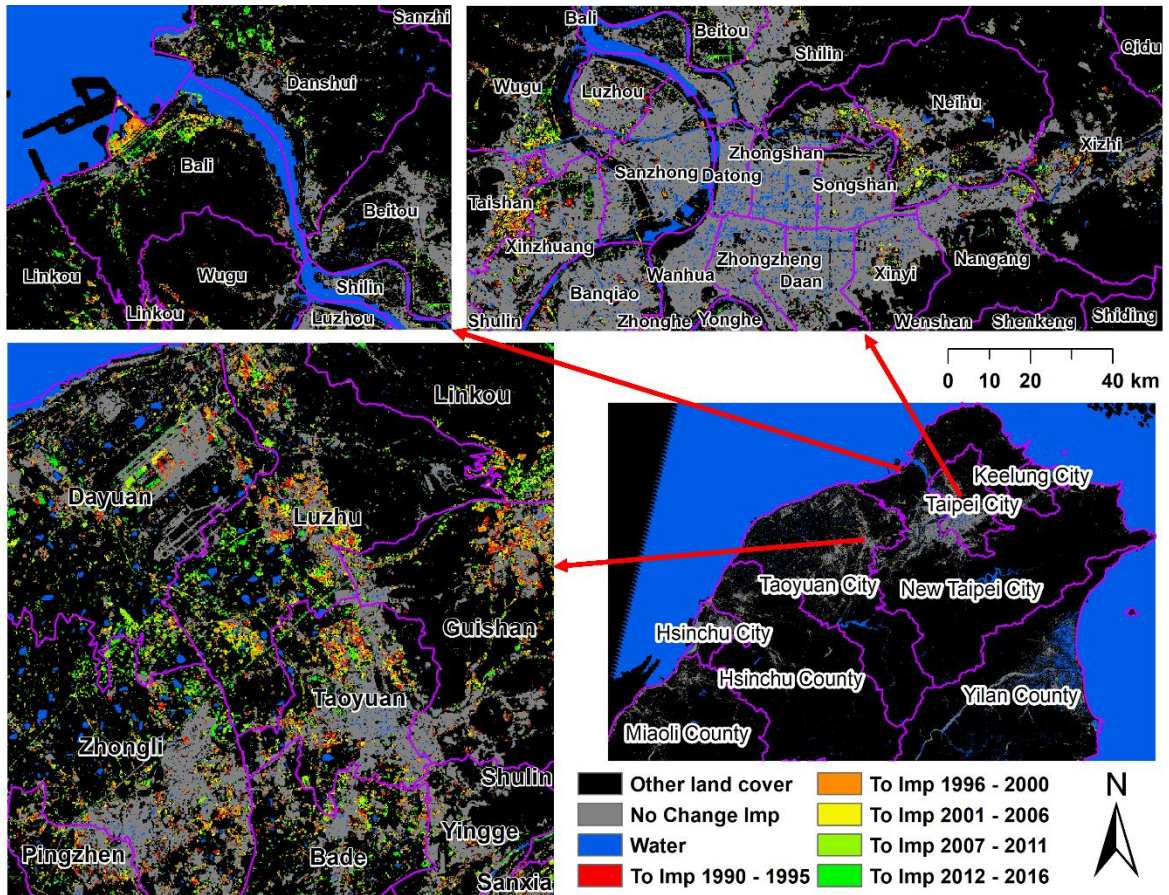 Sanzhi
Danshui
Bali
Beitou
Linkou
Wugu
Shilin
Linkou
Luzhou
Bali
Beitou
Shilin
Qidu
Wugu
Luzhou
Neihu
Xizhi
Zhongshan
Sanzhong
Datong
Songshan
Taishan
Xinzhuang
Nangang
Wanhua
Zhongzheng
Xinyi
Daan
Banqiao
Shulin
Zhonghe
Yonghe
Wenshan
Shenkeng
Shiding
Linkou
Dayuan
Luzhu
Guishan
Taoyuan
Zhongli
Shulin
Yingge
Pingzhen
Bade
Sanxia
0 10 20 40 km
Keelung City
Taipei City
Taoyuan City
New Taipei City
Hsinchu City
Hsinchu County
Yilan County
Miaoli County
Other land cover
No Change Imp
Water
To Imp 1990 - 1995
To Imp 1996 - 2000
To Imp 2001 - 2006
To Imp 2007 - 2011
To Imp 2012 - 2016
N